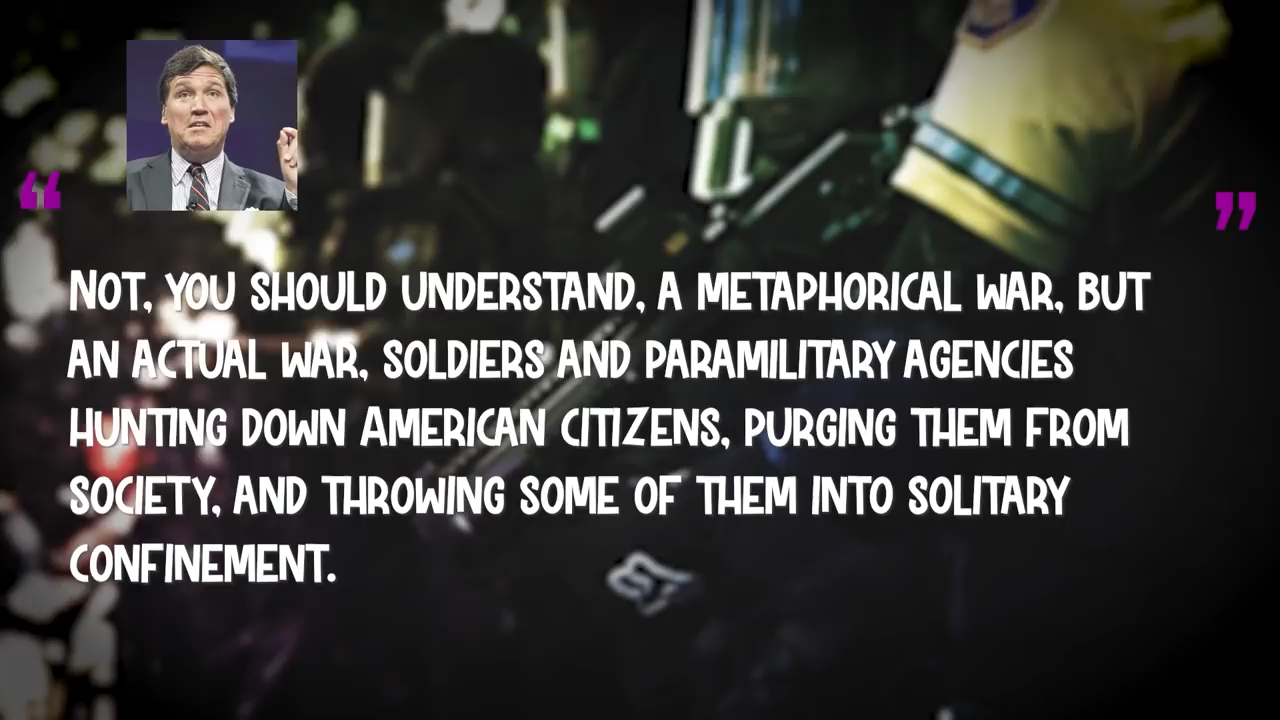 “ ”
NOT, YOU SHOULD UNDERSTAND, A METAPHORICAL WAR, BUT
AN ACTUAL WAR, SOLDIERS AND PARAMILITARY AGENCIES
HUNTING DOWN AMERICAN CITIZENS, PURGING THEM FROM
SOCIETY, AND THROWING SOME OF THEM INTO SOLITARY
CONFINEMENT.